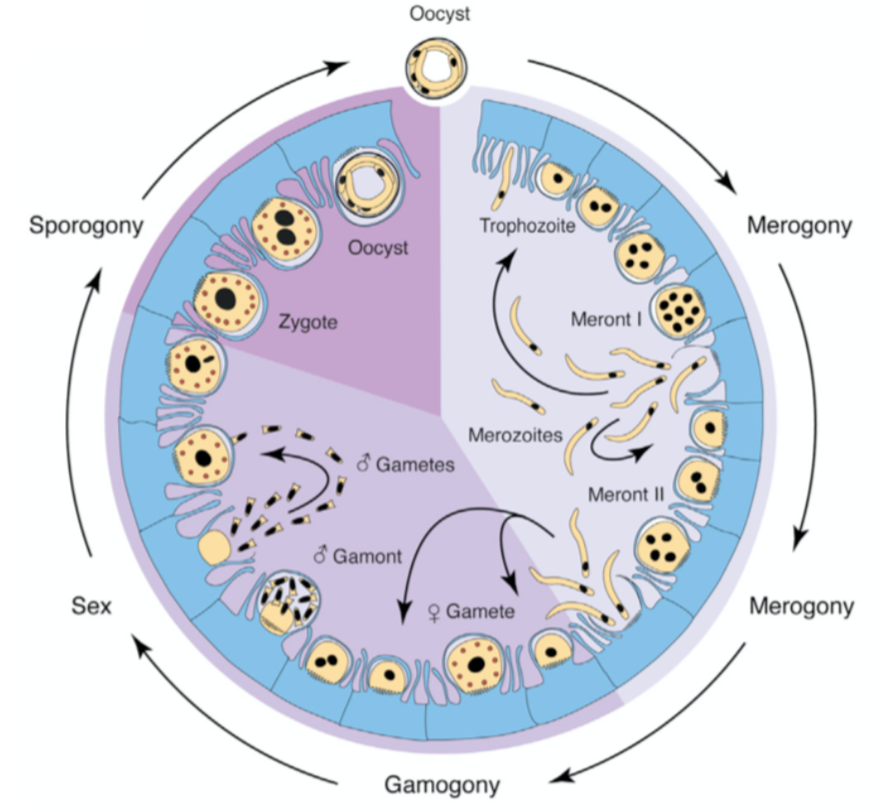 Oocyst
Sporogony
Merogony
Trophozoite
Oocyst
Zygote
Meront I
Merozoites
♂ Gametes
Meront II
♂ Gamont
Sex
♀ Gamete
Merogony
Gamogony